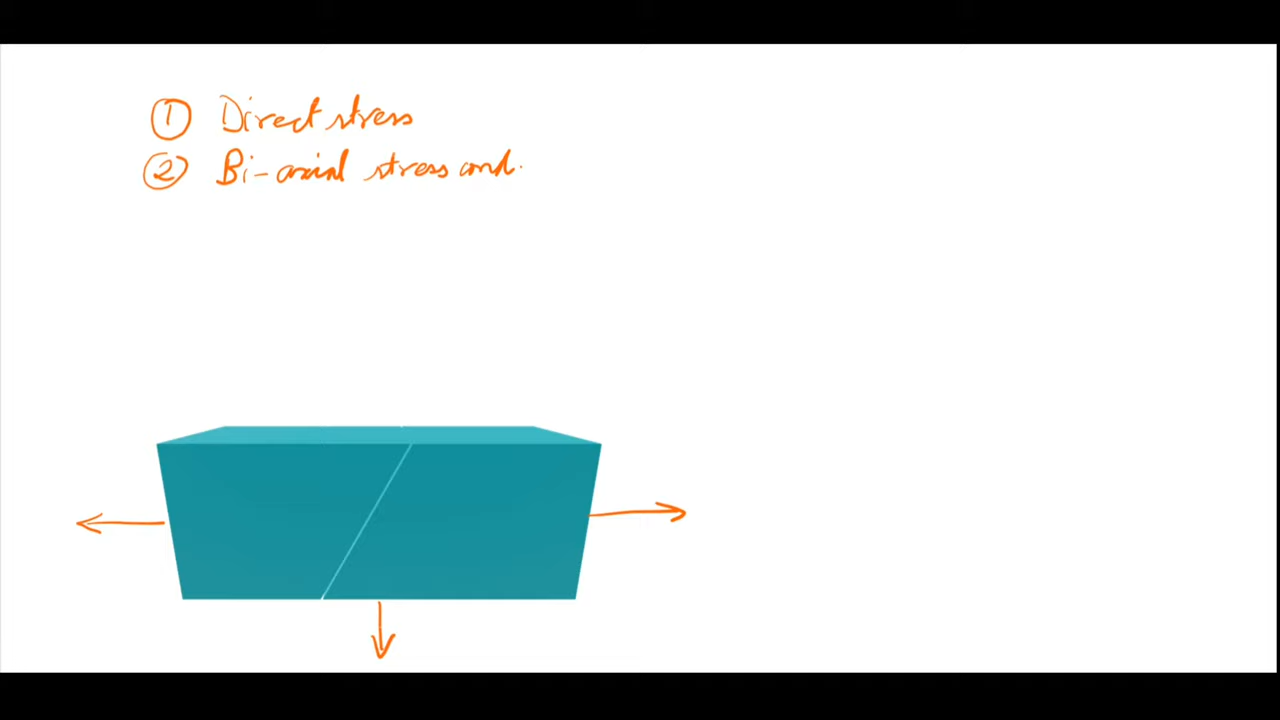 ① Direct stress
② Bi-axial stress cond.